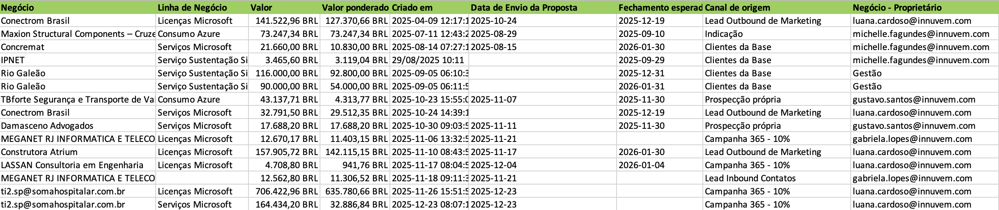 Negócio Linha de Negócio Valor Valor ponderado Criado em Data de Envio da Proposta Fechamento esperad Canal de origem Negócio - Proprietário
Conectrom Brasil Licenças Microsoft 141.522,96 BRL 127.370,66 BRL 2025-04-09 12:17:1 2025-10-24 2025-12-19 Lead Outbound de Marketing luana.cardoso@innuvem.com
Maxion Structural Components – Cruze Consumo Azure 73.247,34 BRL 73.247,34 BRL 2025-07-11 12:43:2 2025-08-29 2025-09-10 Indicação michelle.fagundes@innuvem.com
Concremat Serviços Microsoft 21.660,00 BRL 10.830,00 BRL 2025-08-14 07:27:1 2025-08-15 2026-01-30 Clientes da Base michelle.fagundes@innuvem.com
IPNET Serviço Sustentação Si 3.465,60 BRL 3.119,04 BRL 29/08/2025 10:11 2025-09-29 Clientes da Base michelle.fagundes@innuvem.com
Rio Galeão Serviço Sustentação Si 116.000,00 BRL 92.800,00 BRL 2025-09-05 06:10:3 2025-12-31 Clientes da Base Gestão
Rio Galeão Serviço Sustentação Si 90.000,00 BRL 54.000,00 BRL 2025-09-05 06:11:5 2026-01-31 Clientes da Base Gestão
TBforte Segurança e Transporte de Val Consumo Azure 43.137,71 BRL 4.313,77 BRL 2025-10-23 15:55:0 2025-11-07 2025-11-30 Prospecção própria gustavo.santos@innuvem.com
Conectrom Brasil Serviços Microsoft 32.791,50 BRL 29.512,35 BRL 2025-10-24 14:39:1 2025-12-19 Lead Outbound de Marketing luana.cardoso@innuvem.com
Damasceno Advogados Serviços Microsoft 17.688,20 BRL 17.688,20 BRL 2025-10-30 09:03:5 2025-11-11 2025-11-30 Prospecção própria gustavo.santos@innuvem.com
MEGANET RJ INFORMATICA E TELECO Licenças Microsoft 12.670,17 BRL 11.403,15 BRL 2025-11-06 13:32:5 2025-11-21 Campanha 365 - 10% gabriela.lopes@innuvem.com
Construtora Atrium Licenças Microsoft 157.905,72 BRL 142.115,15 BRL 2025-11-10 08:43:5 2025-11-17 2026-01-30 Lead Outbound de Marketing luana.cardoso@innuvem.com
LASSAN Consultoria em Engenharia Licenças Microsoft 4.708,80 BRL 941,76 BRL 2025-11-17 08:04:5 2025-12-04 2026-01-04 Campanha 365 - 10% luana.cardoso@innuvem.com
MEGANET RJ INFORMATICA E TELECO 12.562,80 BRL 11.306,52 BRL 2025-11-18 09:11:3 2025-11-21 Lead Inbound Contatos gabriela.lopes@innuvem.com
ti2.sp@somahospitalar.com.br Licenças Microsoft 706.422,96 BRL 635.780,66 BRL 2025-11-26 15:51:5 2025-12-23 Campanha 365 - 10% luana.cardoso@innuvem.com
ti2.sp@somahospitalar.com.br Serviços Microsoft 164.434,20 BRL 32.886,84 BRL 2025-12-23 08:07:1 2025-12-23 Campanha 365 - 10% luana.cardoso@innuvem.com